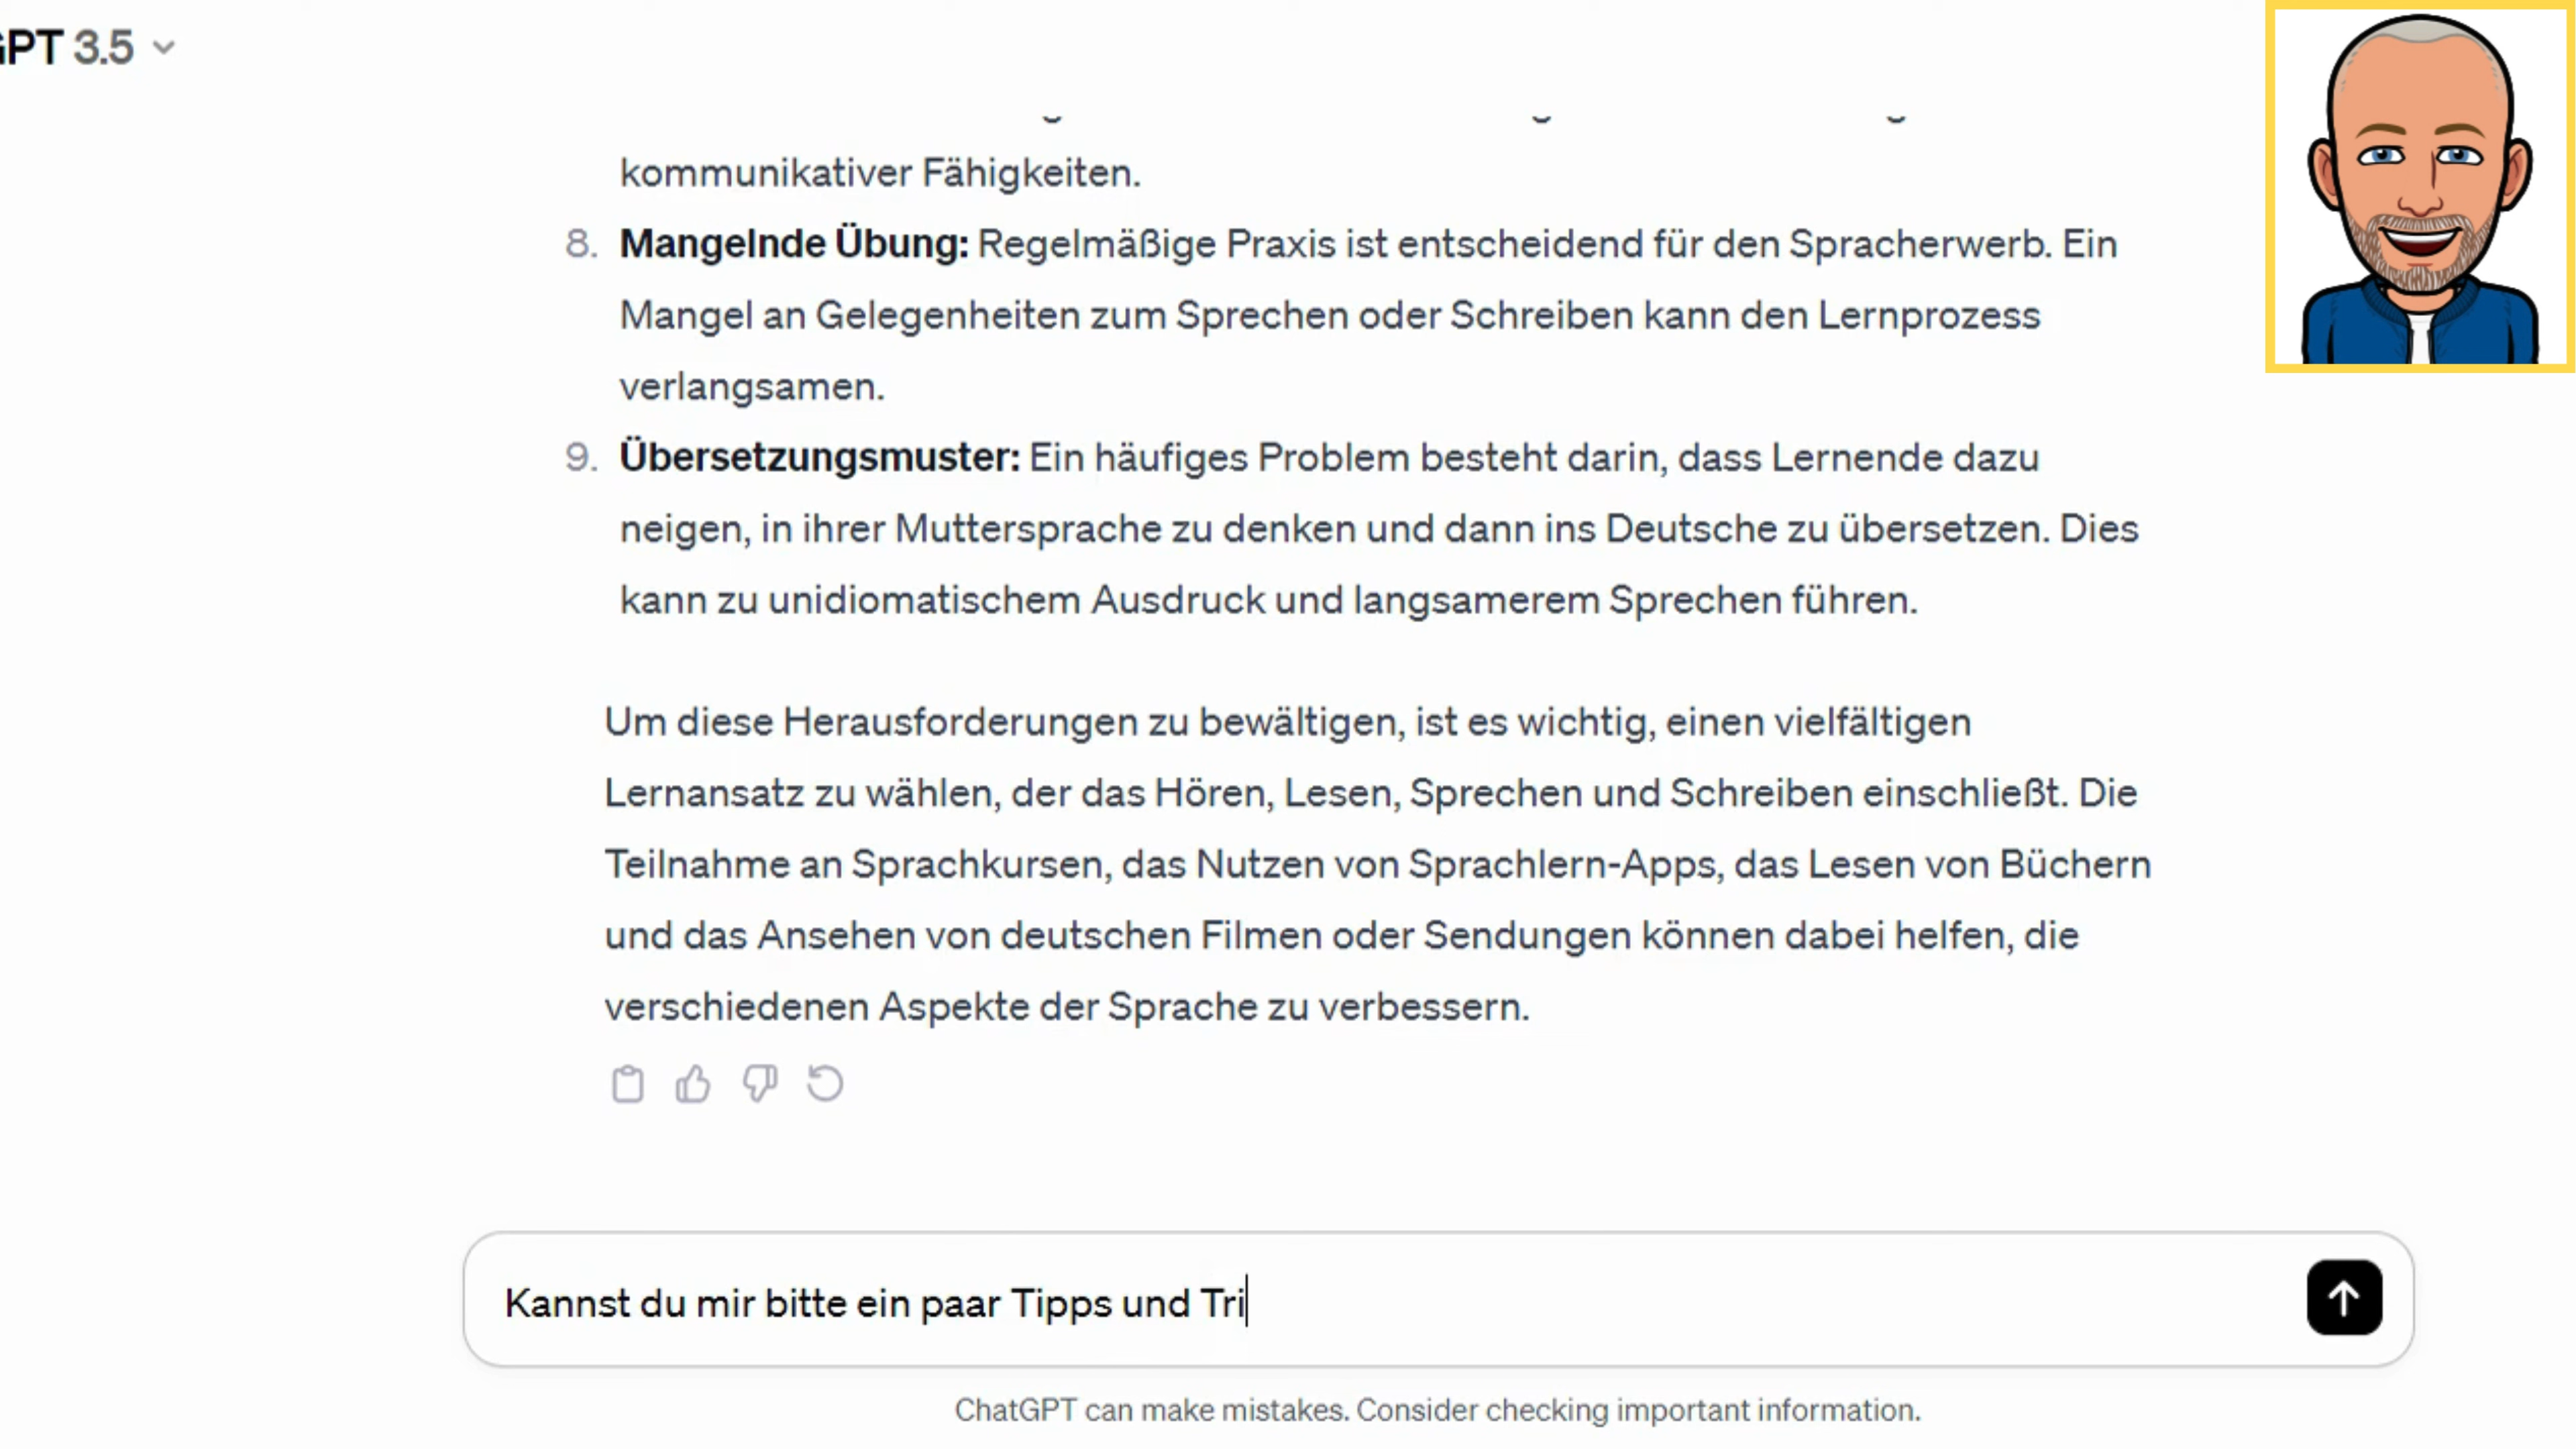 PT 3.5
kommunikativer Fähigkeiten.
8. Mangelnde Übung: Regelmäßige Praxis ist entscheidend für den Spracherwerb. Ein
Mangel an Gelegenheiten zum Sprechen oder Schreiben kann den Lernprozess
verlangsamen.
9. Übersetzungsmuster: Ein häufiges Problem besteht darin, dass Lernende dazu
neigen, in ihrer Muttersprache zu denken und dann ins Deutsche zu übersetzen. Dies
kann zu unidiomatischem Ausdruck und langsamerem Sprechen führen.
Um diese Herausforderungen zu bewältigen, ist es wichtig, einen vielfältigen
Lernansatz zu wählen, der das Hören, Lesen, Sprechen und Schreiben einschließt. Die
Teilnahme an Sprachkursen, das Nutzen von Sprachlern-Apps, das Lesen von Büchern
und das Ansehen von deutschen Filmen oder Sendungen können dabei helfen, die
verschiedenen Aspekte der Sprache zu verbessern.
Kannst du mir bitte ein paar Tipps und Tri
ChatGPT can make mistakes. Consider checking important information.